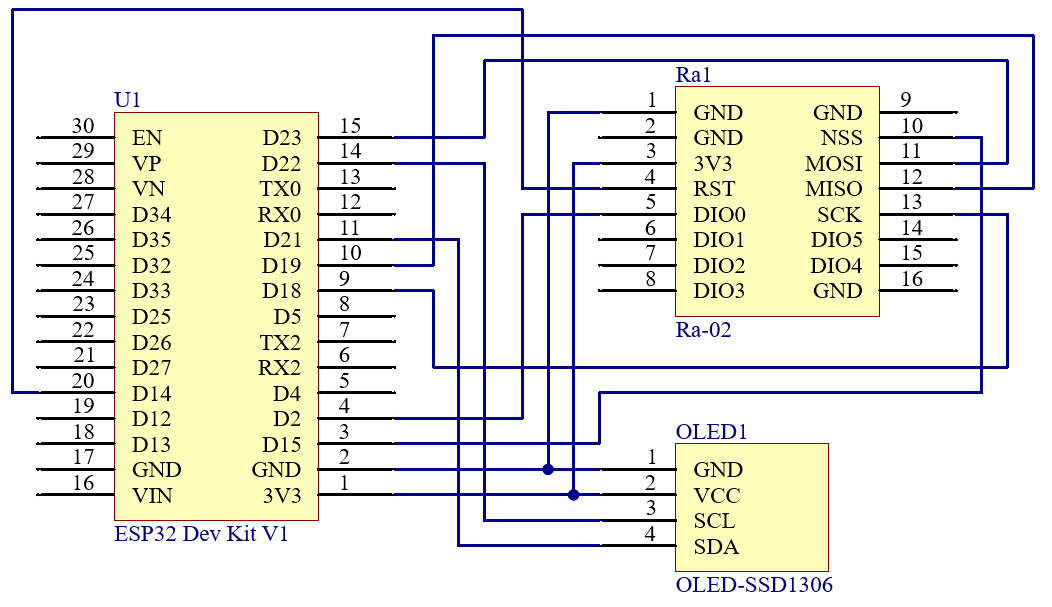 U1
30 EN D23 15
29 VP D22 14
28 VN TX0 13
27 D34 RX0 12
26 D35 D21 11
25 D32 D19 10
24 D33 D18 9
23 D25 D5 8
22 D26 TX2 7
21 D27 RX2 6
20 D14 D4 5
19 D12 D2 4
18 D13 D15 3
17 GND GND 2
16 VIN 3V3 1
ESP32 Dev Kit V1
Ra1
1 GND GND 9
2 GND NSS 10
3 3V3 MOSI 11
4 RST MISO 12
5 DIO0 SCK 13
6 DIO1 DIO5 14
7 DIO2 DIO4 15
8 DIO3 GND 16
Ra-02
OLED1
1 GND
2 VCC
3 SCL
4 SDA
OLED-SSD1306